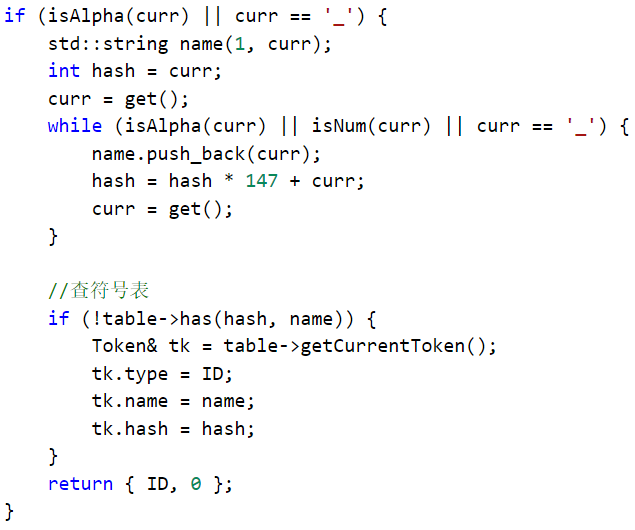 if (isAlpha(curr) || curr == '_') {
    std::string name(1, curr);
    int hash = curr;
    curr = get();
    while (isAlpha(curr) || isNum(curr) || curr == '_') {
        name.push_back(curr);
        hash = hash * 147 + curr;
        curr = get();
    }

    //查符号表
    if (!table->has(hash, name)) {
        Token& tk = table->getCurrentToken();
        tk.type = ID;
        tk.name = name;
        tk.hash = hash;
    }
    return { ID, 0 };
}